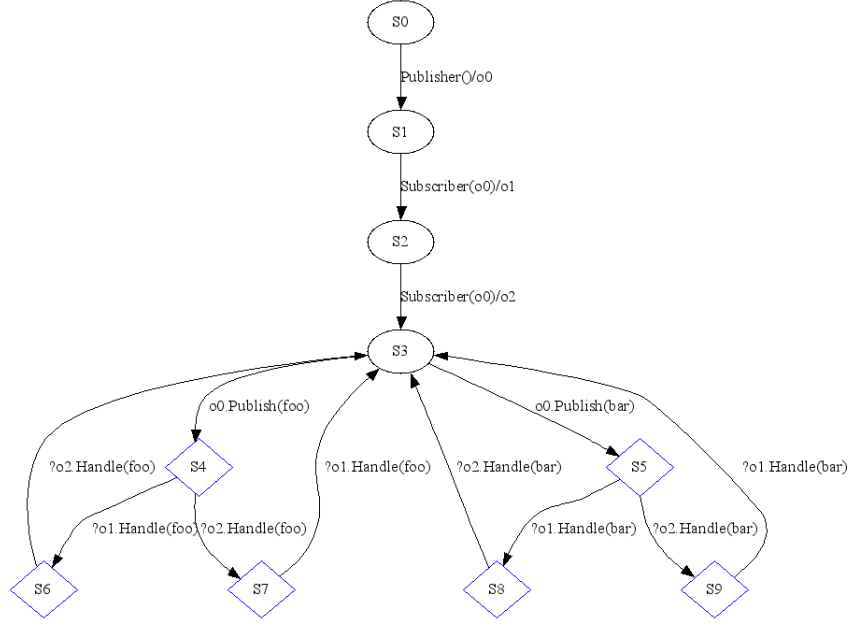 S0
Publisher()/o0
S1
Subscriber(o0)/o1
S2
Subscriber(o0)/o2
S3
o0.Publish(foo)
o0.Publish(bar)
?o2.Handle(foo)
S4
?o1.Handle(foo)
?o2.Handle(bar)
S5
?o1.Handle(bar)
?o1.Handle(foo)
?o2.Handle(foo)
?o1.Handle(bar)
?o2.Handle(bar)
S6
S7
S8
S9